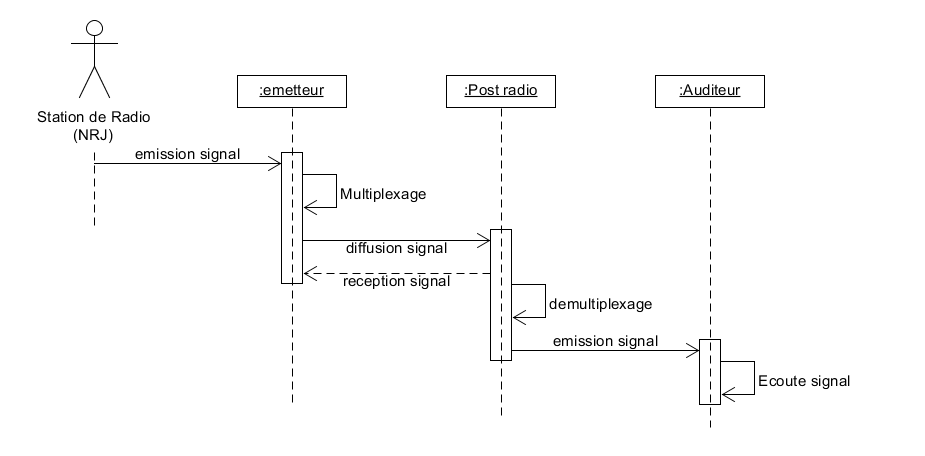 :emetteur
:Post radio
:Auditeur
Station de Radio
(NRJ)
emission signal
Multiplexage
diffusion signal
reception signal
demultiplexage
emission signal
Ecoute signal